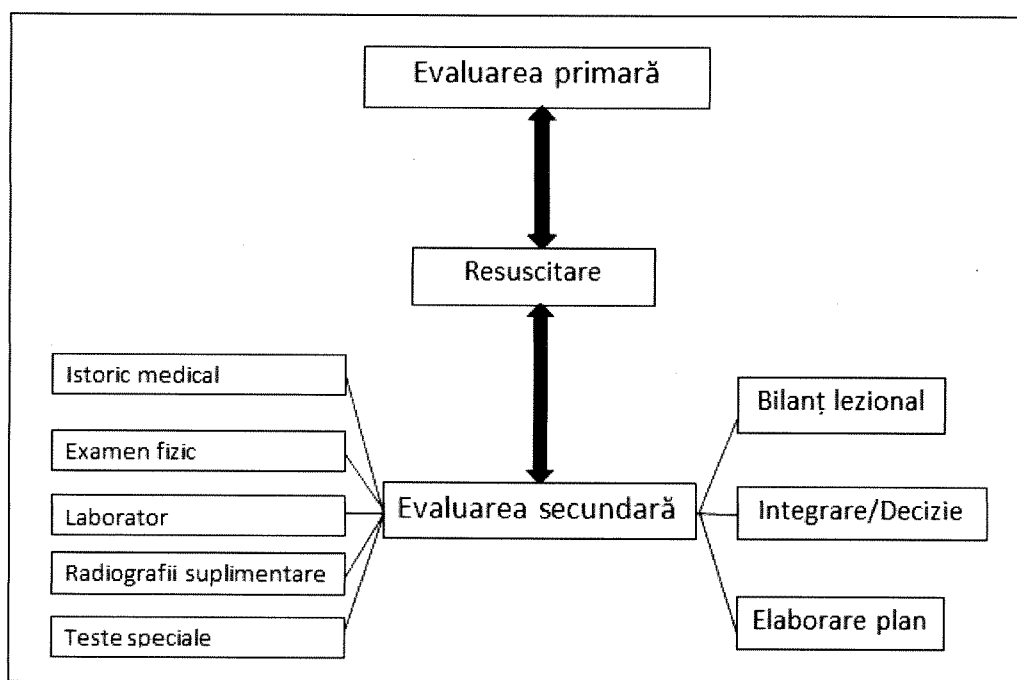 Evaluarea primară
Resuscitare
Istoric medical
Examen fizic
Laborator
Radiografii suplimentare
Teste speciale
Evaluarea secundară
Bilanț lezional
Integrare/Decizie
Elaborare plan